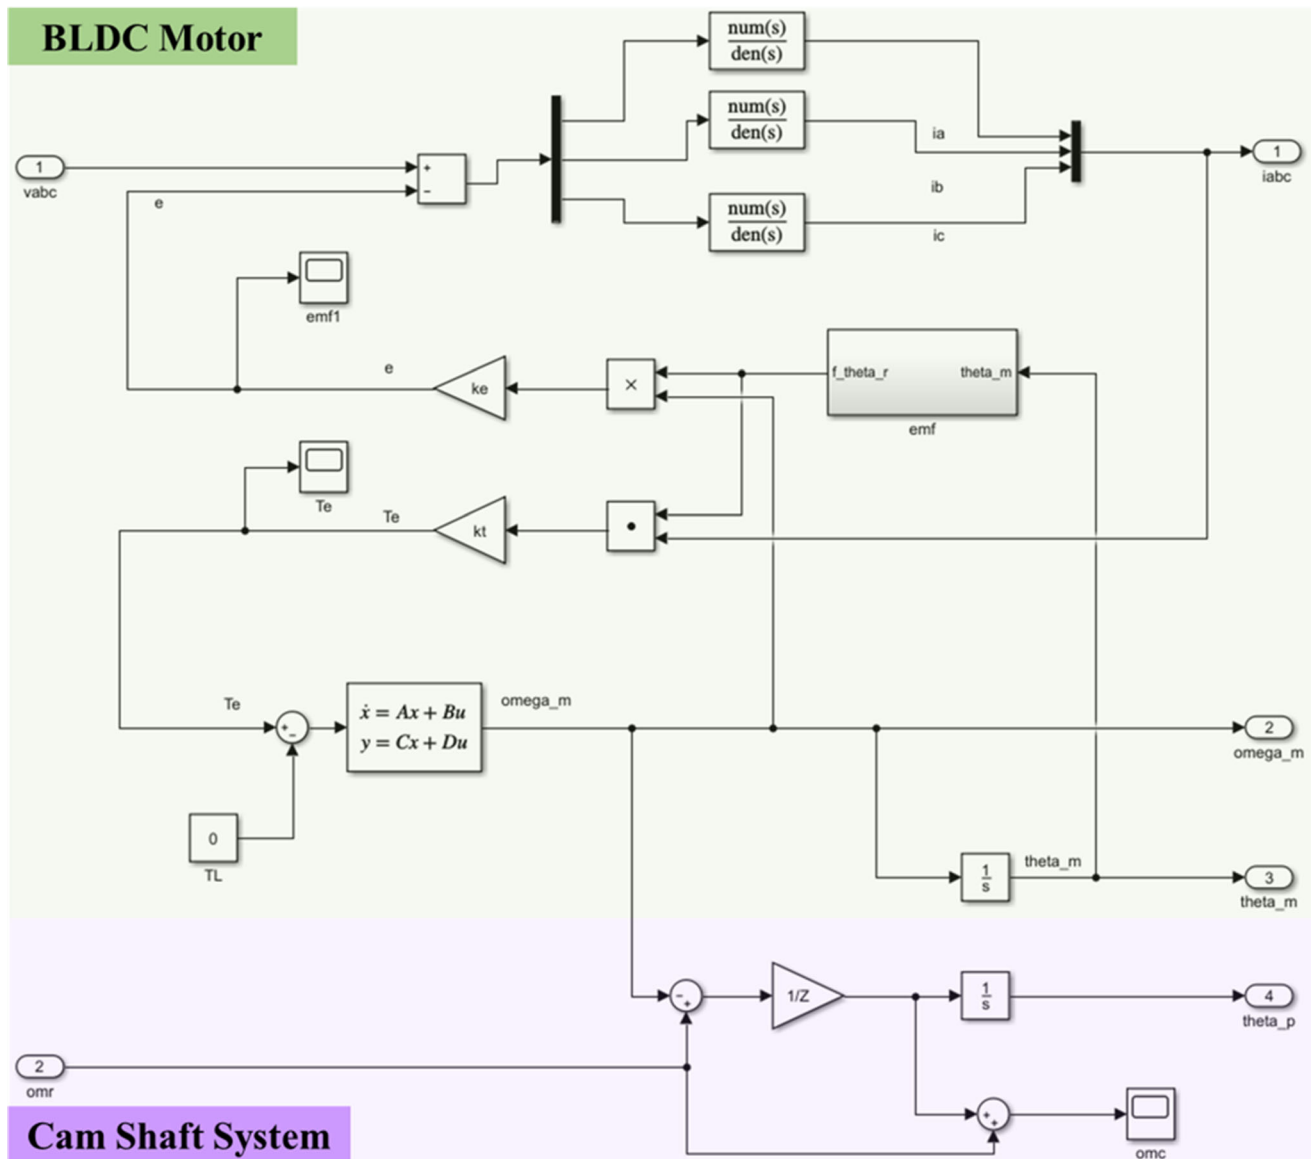 BLDC Motor
num(s)
den(s)
num(s)
den(s)
ia
1
vabc
+
−
e
ib
1
iabc
num(s)
den(s)
ic
emf1
e
ke
×
f_theta_r
theta_m
emf
Te
Te
kt
Te
+
−
ẋ = Ax + Bu
y = Cx + Du
omega_m
2
omega_m
0
TL
1
s
theta_m
3
theta_m
−
+
1/Z
1
s
4
theta_p
2
omr
+
+
omc
Cam Shaft System